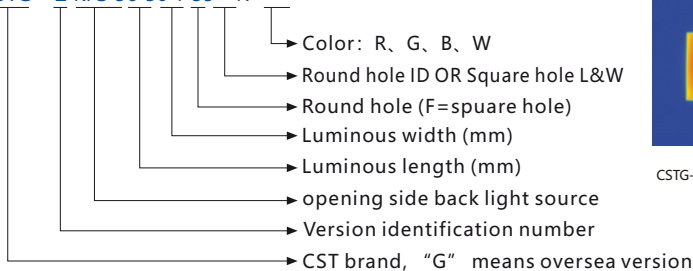 Color: R、G、B、W
Round hole ID OR Square hole L&W
Round hole (F=spuare hole)
Luminous width (mm)
Luminous length (mm)
CSTG-
opening side back light source
Version identification number
CST brand, “G” means oversea version